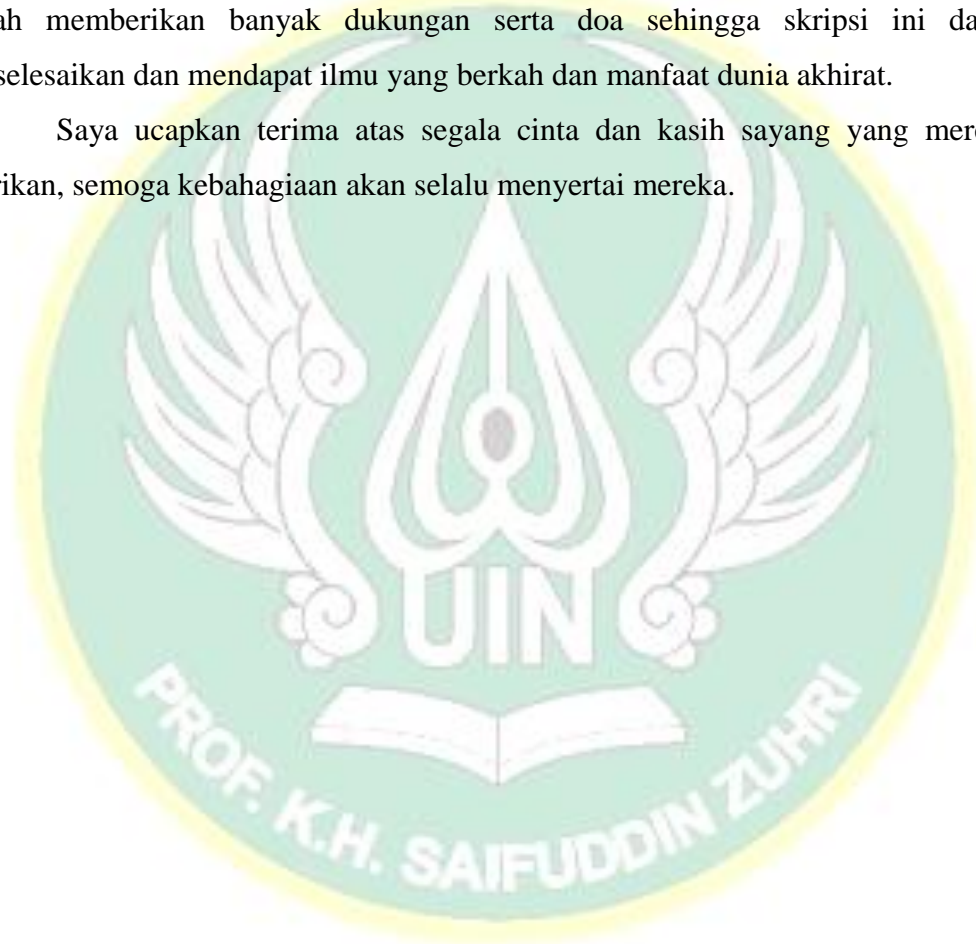 ah memberikan banyak dukungan serta doa sehingga skripsi ini da
selesaikan dan mendapat ilmu yang berkah dan manfaat dunia akhirat.
Saya ucapkan terima atas segala cinta dan kasih sayang yang mere
rikan, semoga kebahagiaan akan selalu menyertai mereka.
UIN
PROF. K.H. SAIFUDDIN ZUHRI